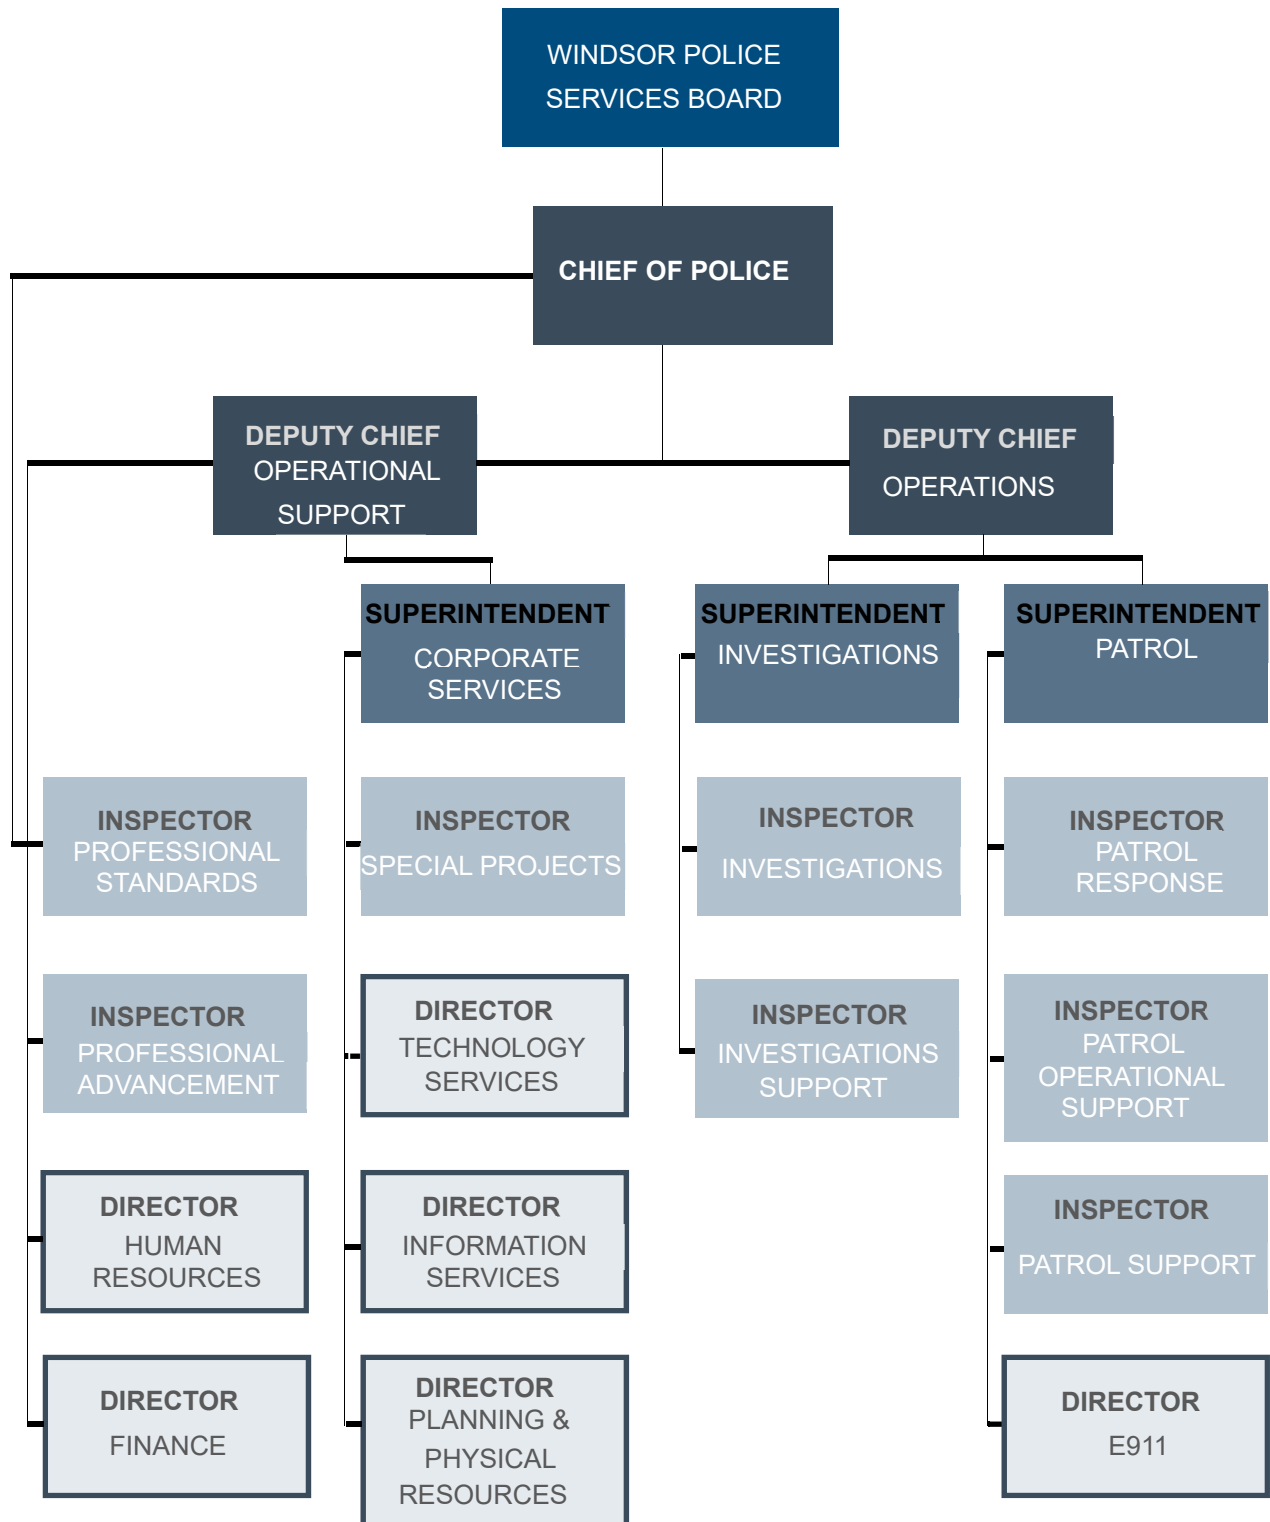 WINDSOR POLICE
SERVICES BOARD
CHIEF OF POLICE
DEPUTY CHIEF
OPERATIONAL
SUPPORT
DEPUTY CHIEF
OPERATIONS
SUPERINTENDENT
CORPORATE
SERVICES
SUPERINTENDENT
INVESTIGATIONS
SUPERINTENDENT
PATROL
INSPECTOR
PROFESSIONAL
STANDARDS
INSPECTOR
SPECIAL PROJECTS
INSPECTOR
INVESTIGATIONS
INSPECTOR
PATROL
RESPONSE
INSPECTOR
PROFESSIONAL
ADVANCEMENT
DIRECTOR
TECHNOLOGY
SERVICES
INSPECTOR
INVESTIGATIONS
SUPPORT
INSPECTOR
PATROL
OPERATIONAL
SUPPORT
DIRECTOR
HUMAN
RESOURCES
DIRECTOR
INFORMATION
SERVICES
INSPECTOR
PATROL SUPPORT
DIRECTOR
FINANCE
DIRECTOR
PLANNING &
PHYSICAL
RESOURCES
DIRECTOR
E911